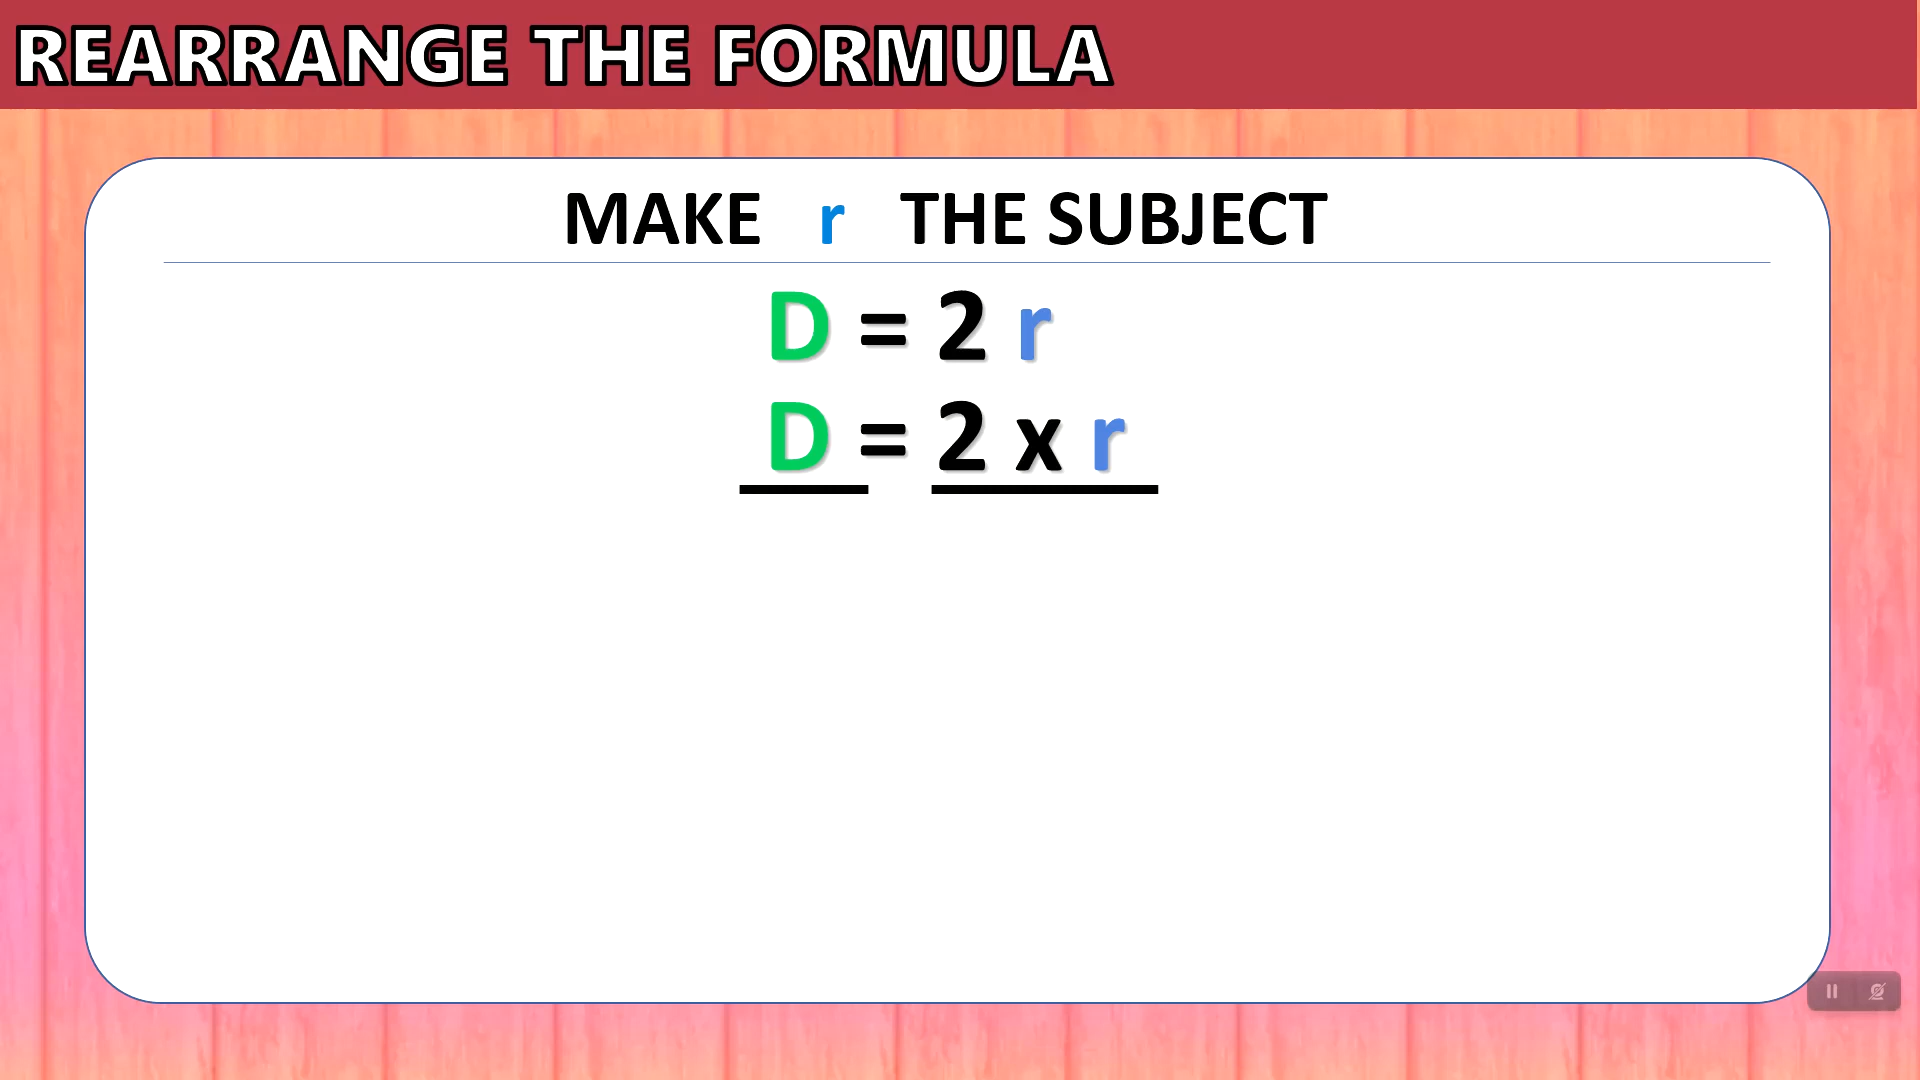 REARRANGE THE FORMULA
MAKE r THE SUBJECT
D = 2 r
D = 2 x r